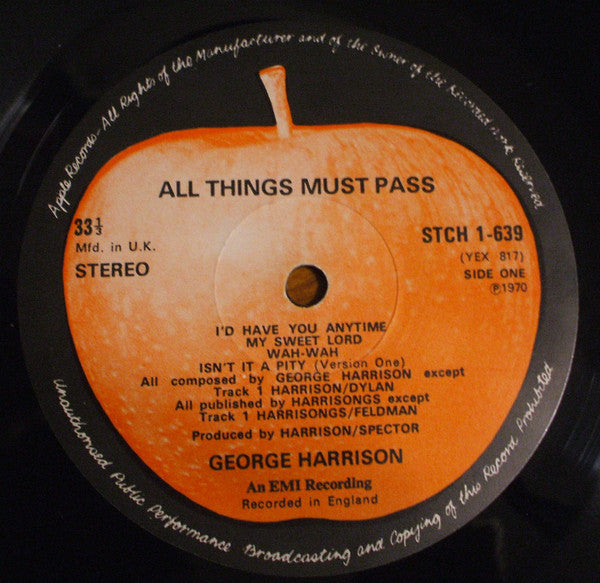 Apple Records-All Rights of the Manufacturer and of the Owner of the Recorded Work Reserved
ALL THINGS MUST PASS
33⅓
Mfd. in U.K.
STEREO
STCH 1-639
(YEX 817)
SIDE ONE
℗1970
I'D HAVE YOU ANYTIME
MY SWEET LORD
WAH-WAH
ISN'T IT A PITY (Version One)
All composed by GEORGE HARRISON except
Track 1 HARRISON/DYLAN
All published by HARRISONGS except
Track 1 HARRISONGS/FELDMAN
Produced by HARRISON/SPECTOR
GEORGE HARRISON
An EMI Recording
Recorded in England
Unauthorised Public Performance Broadcasting and Copying of this Record Prohibited